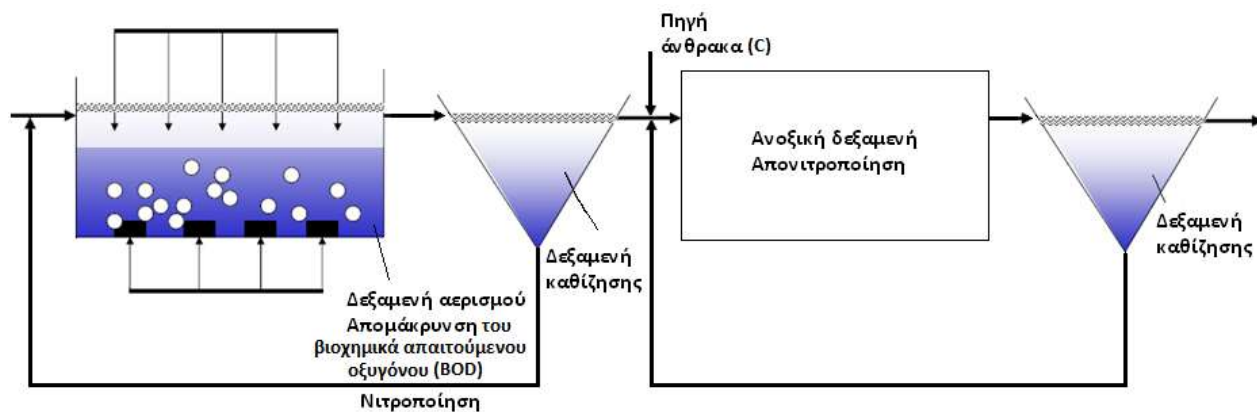 Πηγή
άνθρακα (C)
Ανοξική δεξαμενή
Απονιτροποίηση
Δεξαμενή
καθίζησης
Δεξαμενή
καθίζησης
Δεξαμενή αερισμού
Απομάκρυνση του
βιοχημικά απαιτούμενου
οξυγόνου (BOD)
Νιτροποίηση